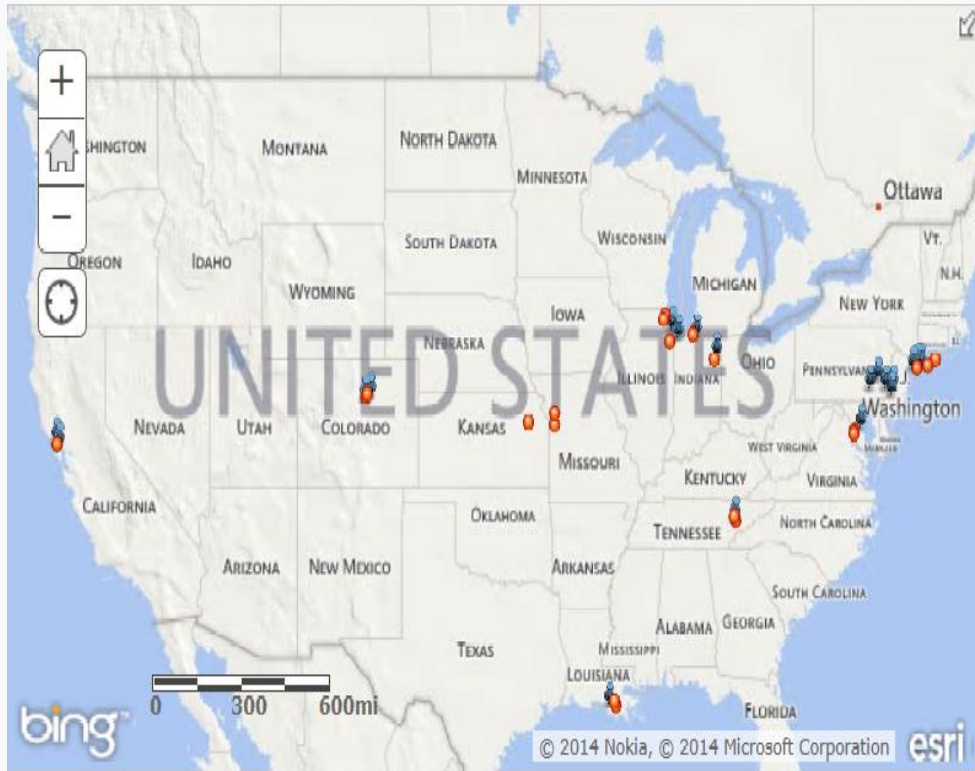 +
−
Ottawa
SHINGTON
MONTANA
NORTH DAKOTA
MINNESOTA
VT.
SOUTH DAKOTA
WISCONSIN
OREGON
IDAHO
N.H.
MICHIGAN
WYOMING
NEW YORK
IOWA
NEBRASKA
UNITED STATES
OHIO
PENNSYLVAN
ILLINOIS
INDIANA
J.
Washington
NEVADA
UTAH
COLORADO
KANSAS
WEST VIRGINIA
MISSOURI
KENTUCKY
VIRGINIA
CALIFORNIA
OKLAHOMA
TENNESSEE
NORTH CAROLINA
ARIZONA
NEW MEXICO
ARKANSAS
SOUTH CAROLINA
ALABAMA
GEORGIA
TEXAS
MISSISSIPPI
LOUISIANA
0 300 600mi
FLORIDA
bing™
© 2014 Nokia, © 2014 Microsoft Corporation
esri